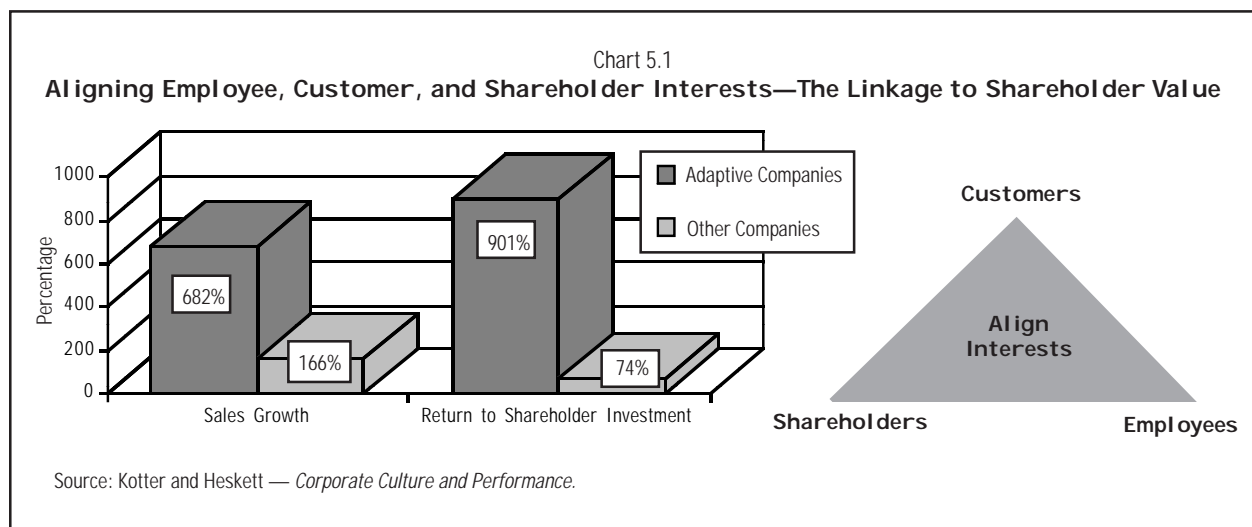 Chart 5.1
Aligning Employee, Customer, and Shareholder Interests—The Linkage to Shareholder Value
Percentage
1000
800
600
400
200
0
682%
166%
901%
74%
Sales Growth
Return to Shareholder Investment
Adaptive Companies
Other Companies
Customers
Align
Interests
Shareholders
Employees
Source: Kotter and Heskett — Corporate Culture and Performance.